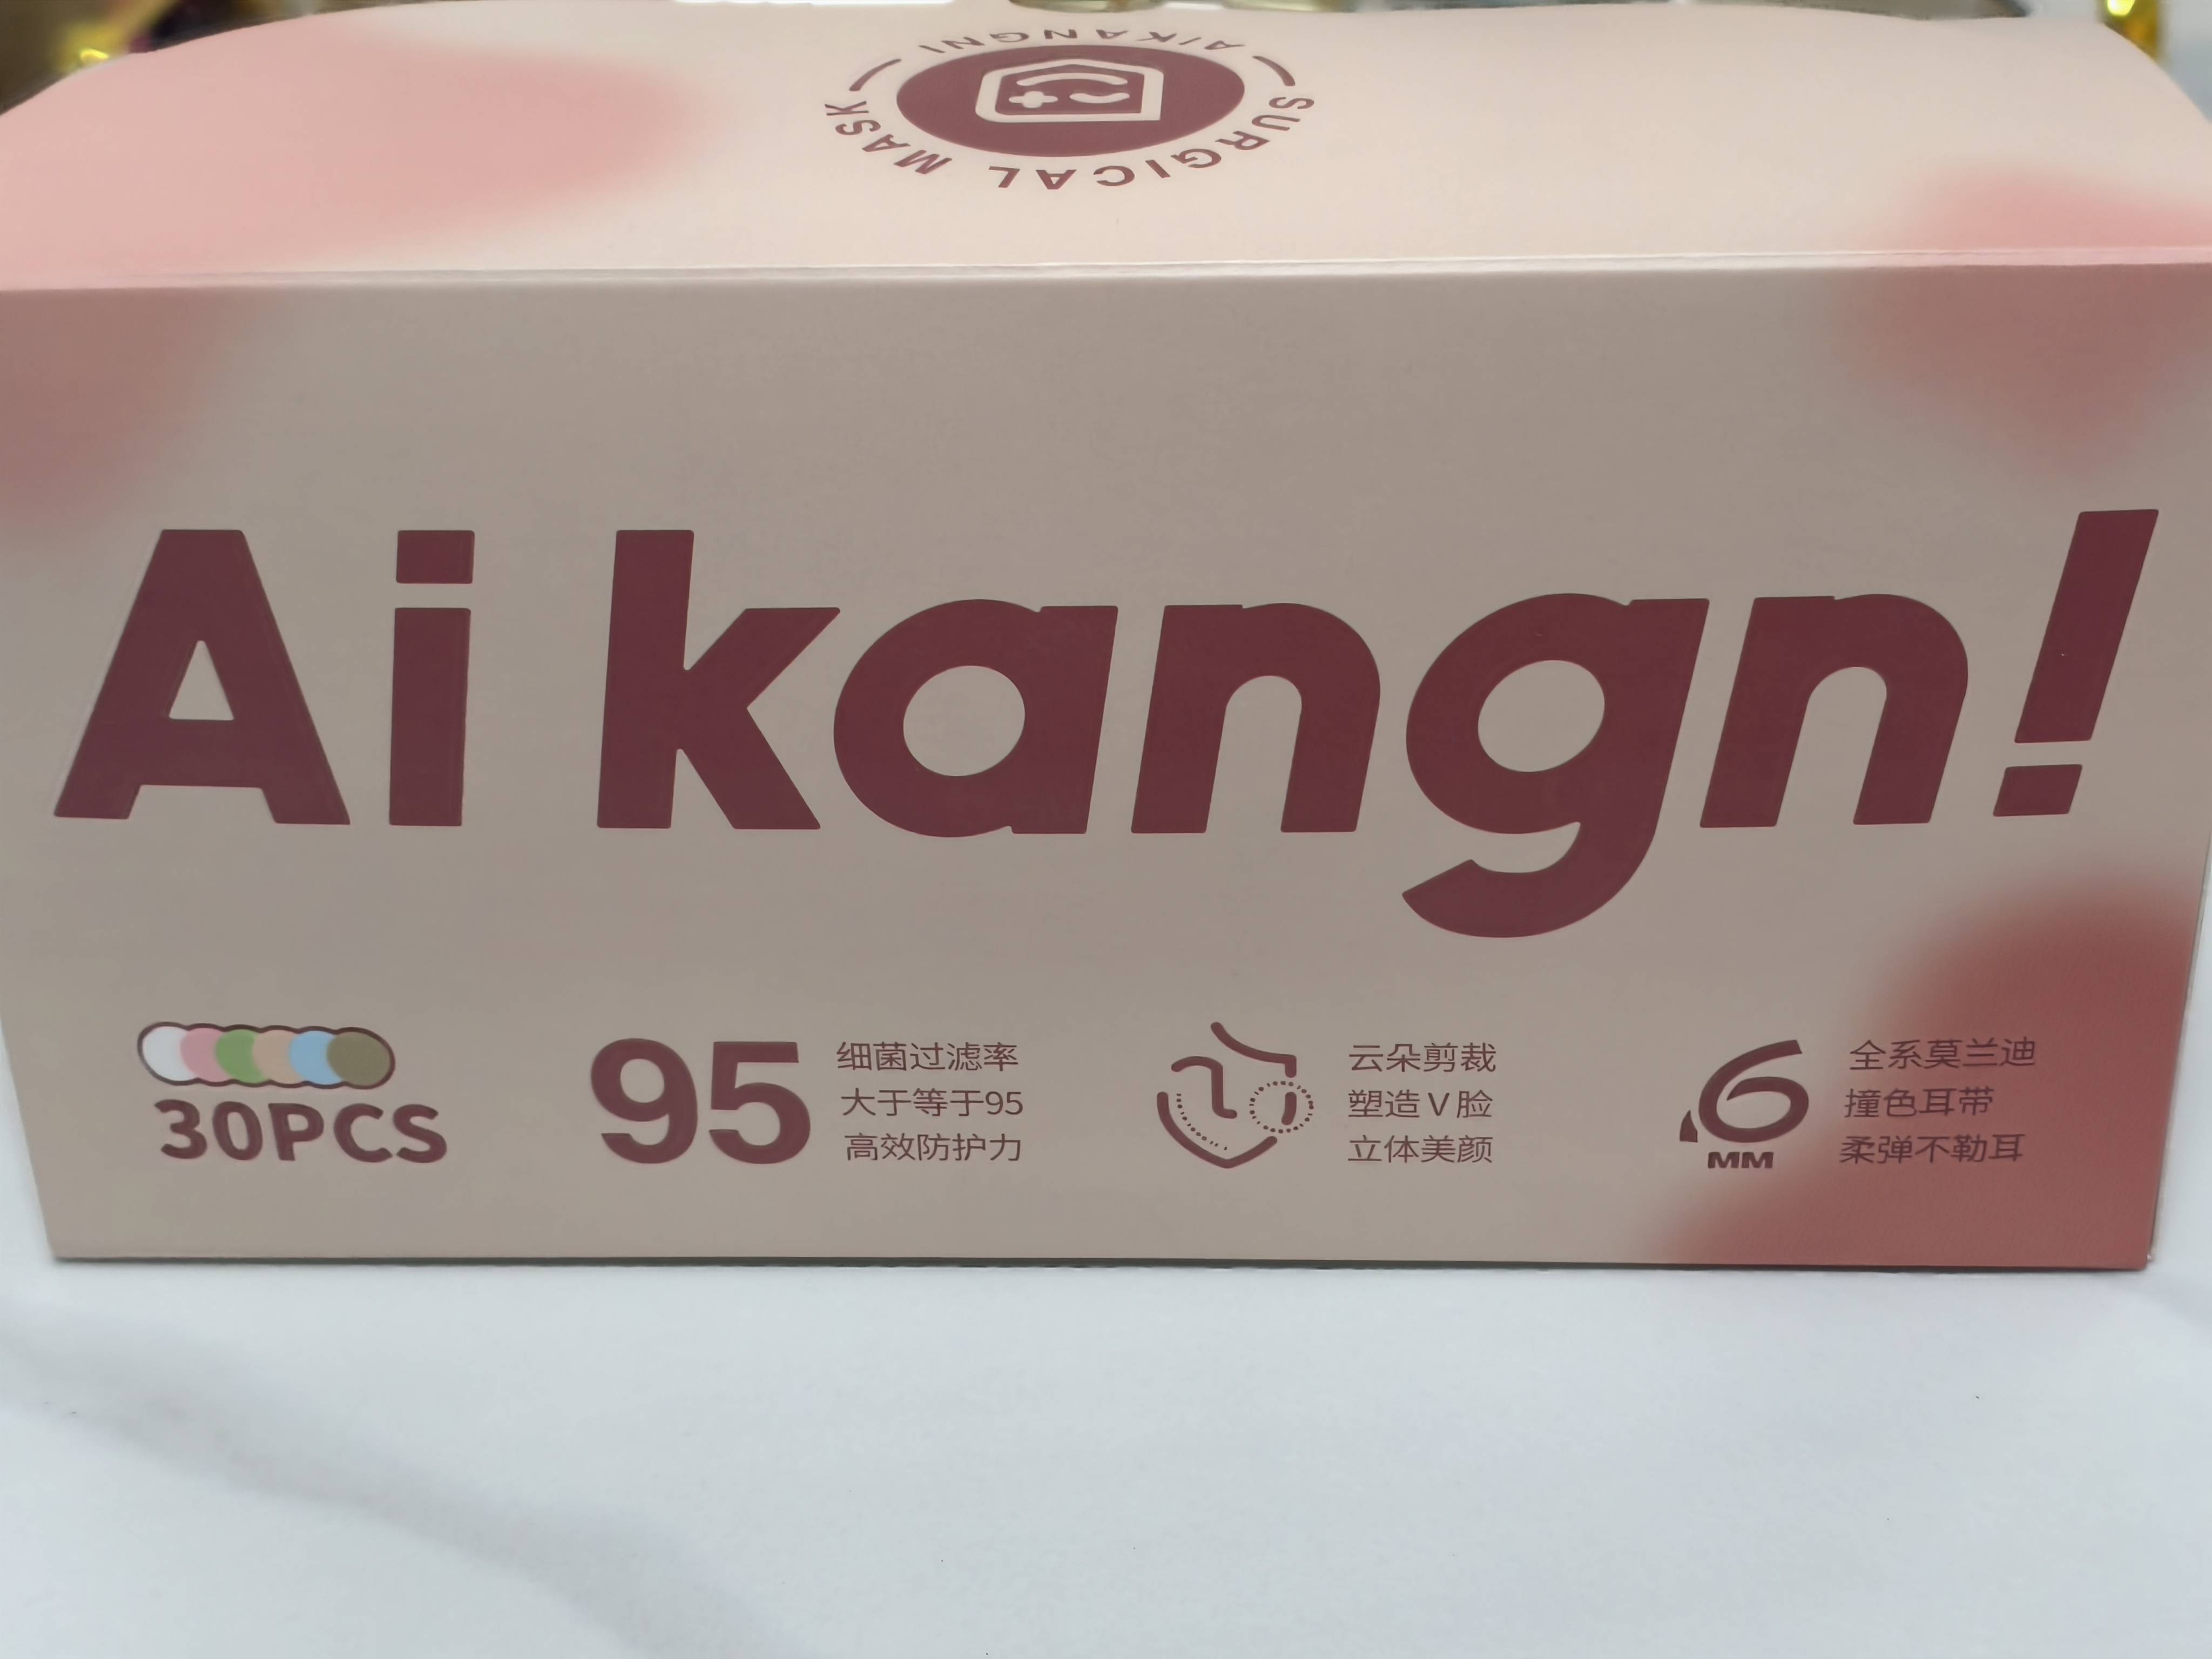 AIKANGNI
SURGICAL MASK
Ai kangn!
30PCS
95
细菌过滤率
大于等于95
高效防护力
云朵剪裁
塑造V脸
立体美颜
6
MM
全系莫兰迪
撞色耳带
柔弹不勒耳